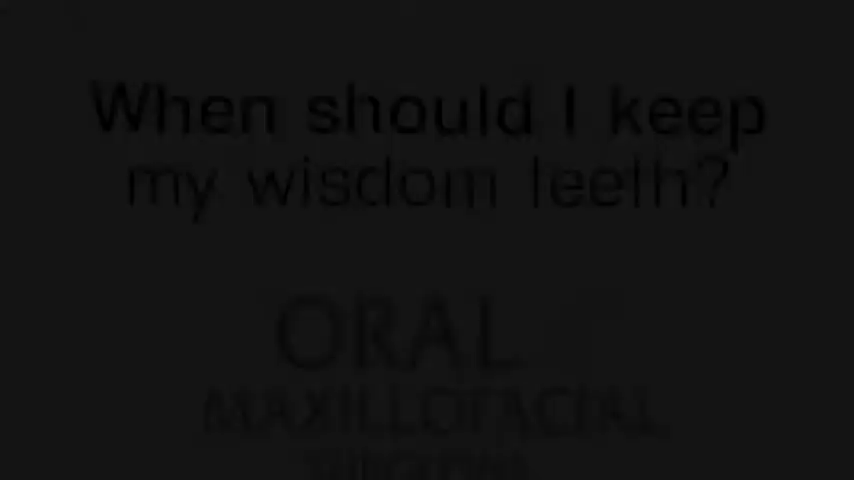 When should I keep
my wisdom teeth?
ORAL
MAXILLOFACIAL